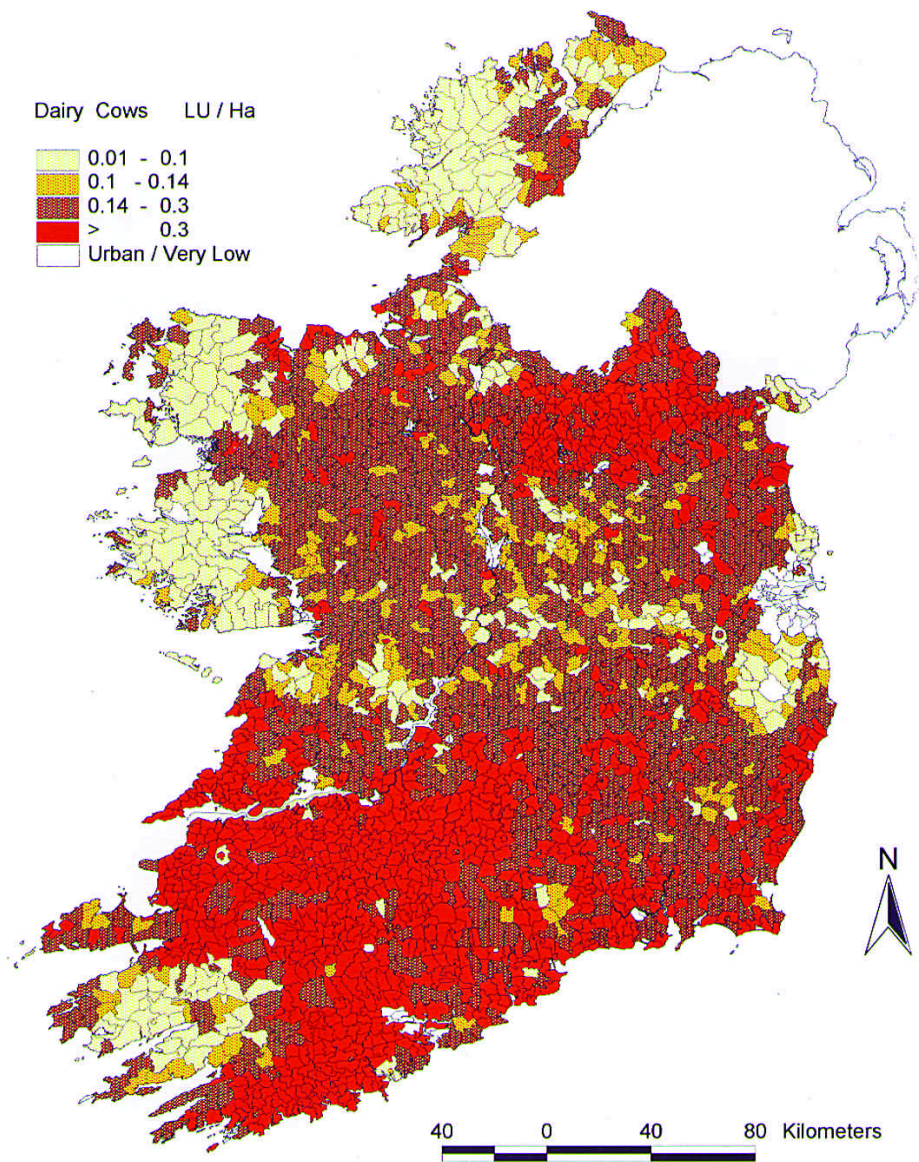 Dairy Cows LU / Ha
0.01 - 0.1
0.1 - 0.14
0.14 - 0.3
> 0.3
Urban / Very Low
N
40 0 40 80 Kilometers